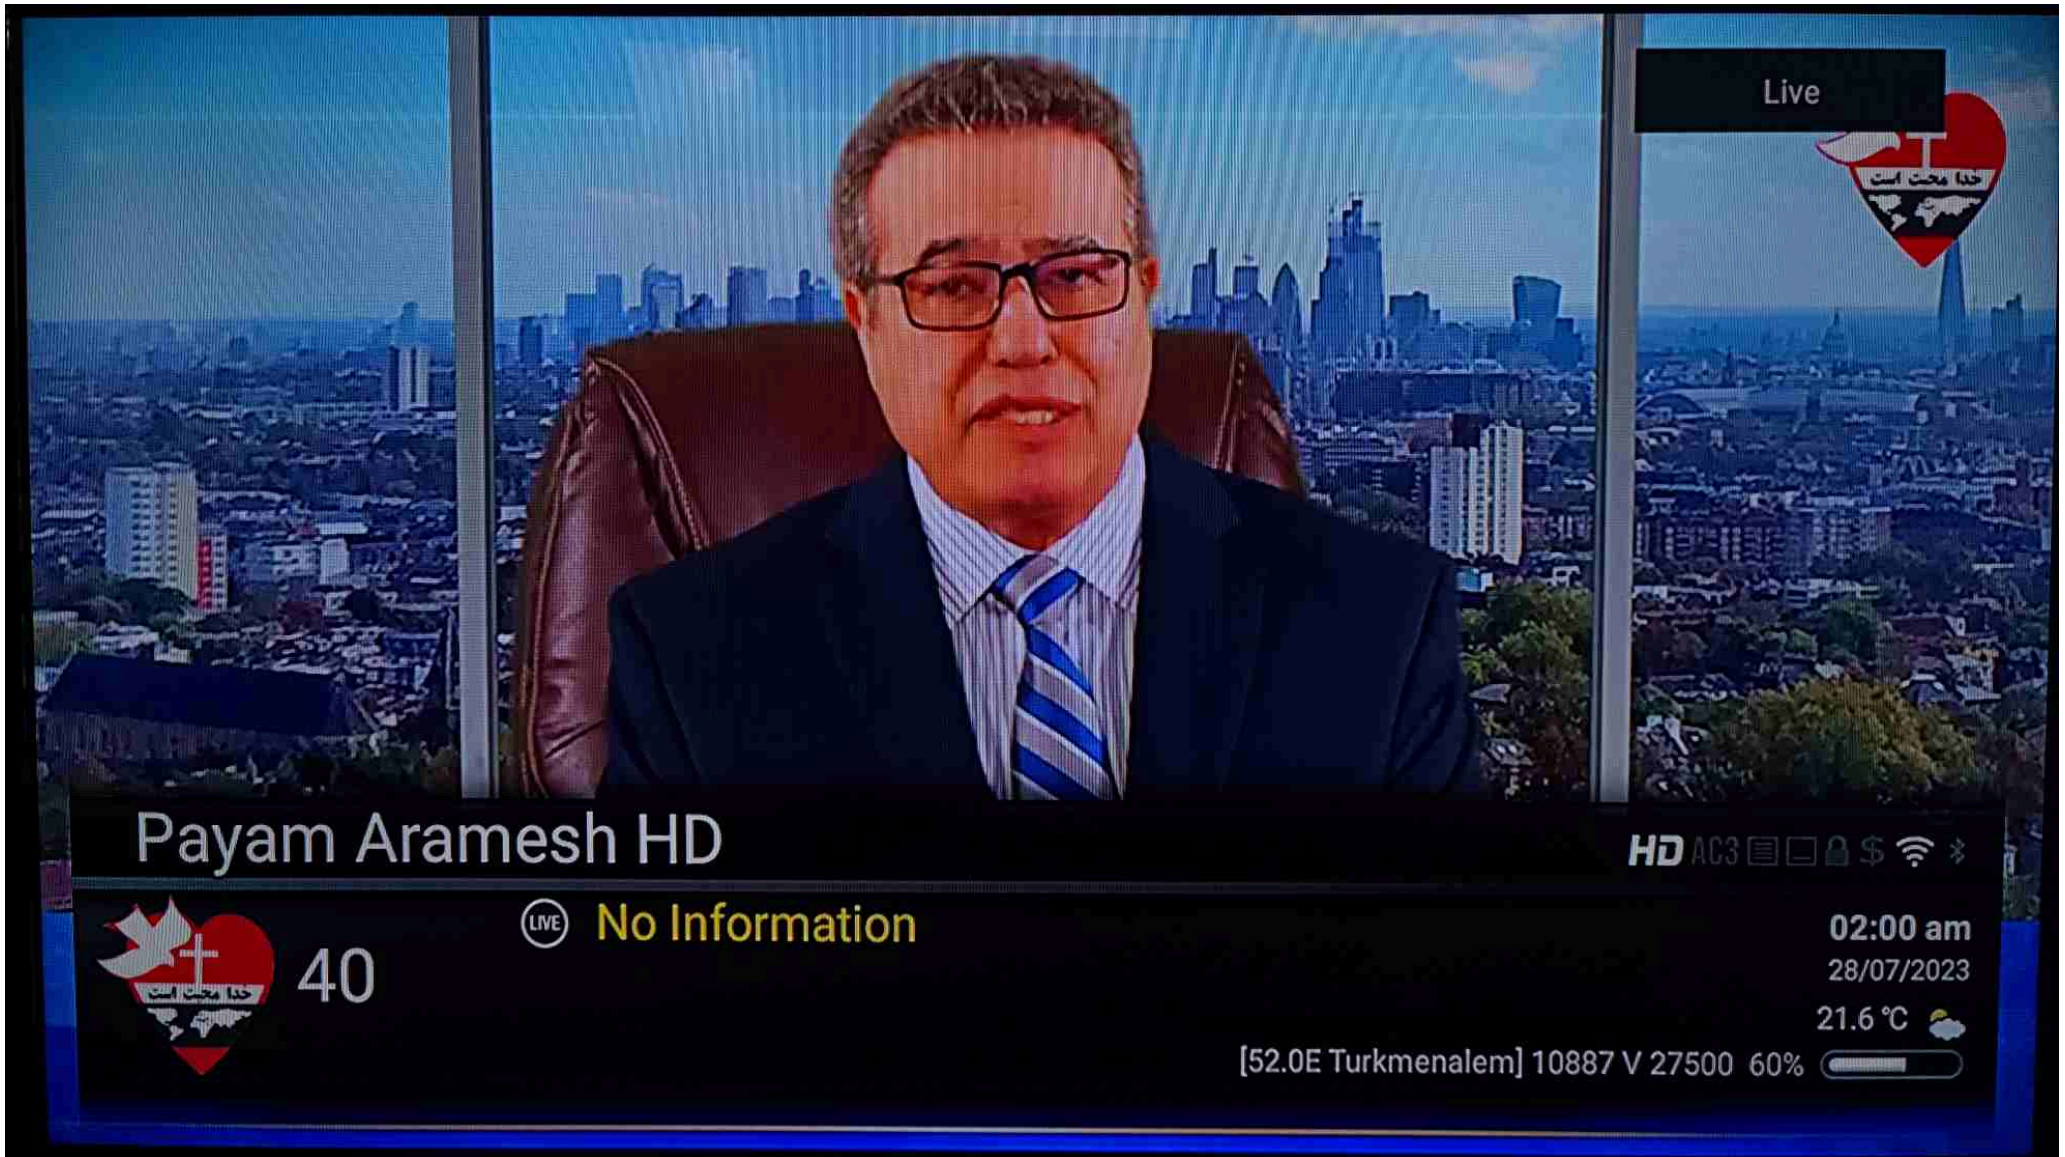 Live
خدا محبت است
Payam Aramesh HD
HD AC3 $
LIVE No Information
40
02:00 am
28/07/2023
21.6 °C
[52.0E Turkmenalem] 10887 V 27500 60%